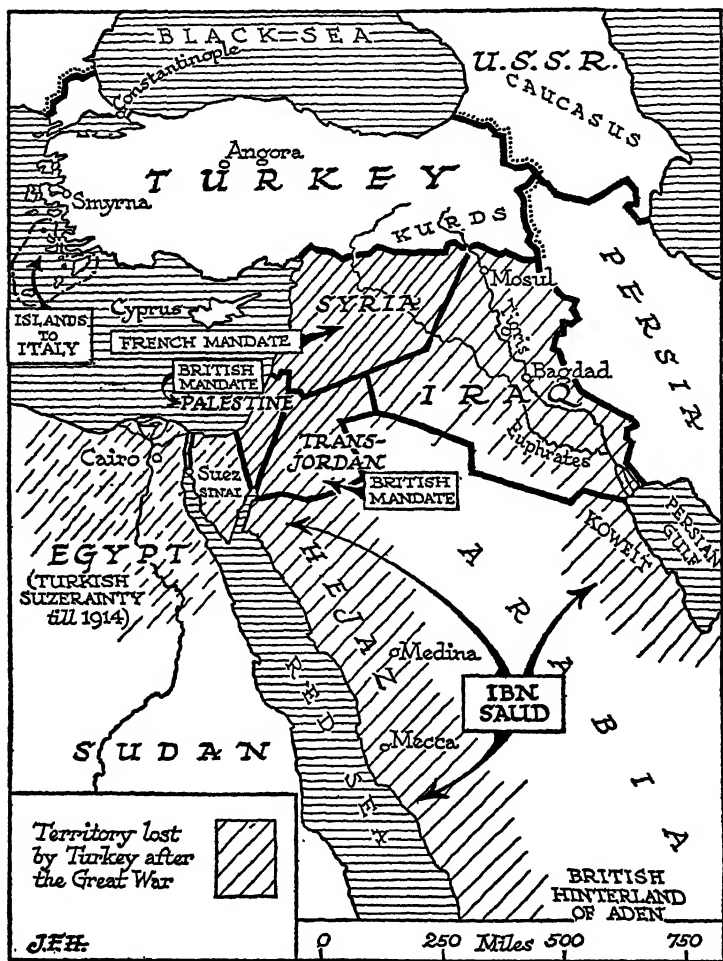 BLACK SEA
U.S.S.R.
CAUCASUS
Constantinople
Angora
TURKEY
Smyrna
KURDS
Mosul
PERSIA
ISLANDS
TO
ITALY
Cyprus
SYRIA
FRENCH MANDATE
Tigris
BRITISH
MANDATE
PALESTINE
Bagdad
IRAQ
Euphrates
Cairo
Suez
SINAI
TRANS-
JORDAN
BRITISH
MANDATE
PERSIAN
GULF
KOWEIT
EGYPT
(TURKISH
SUZERAINTY
till 1914)
HEJAZ
ARABIA
Medina
IBN
SAUD
Mecca
RED SEA
SUDAN
Territory lost
by Turkey after
the Great War
BRITISH
HINTERLAND
OF ADEN
J.F.H.
0 250 Miles 500 750